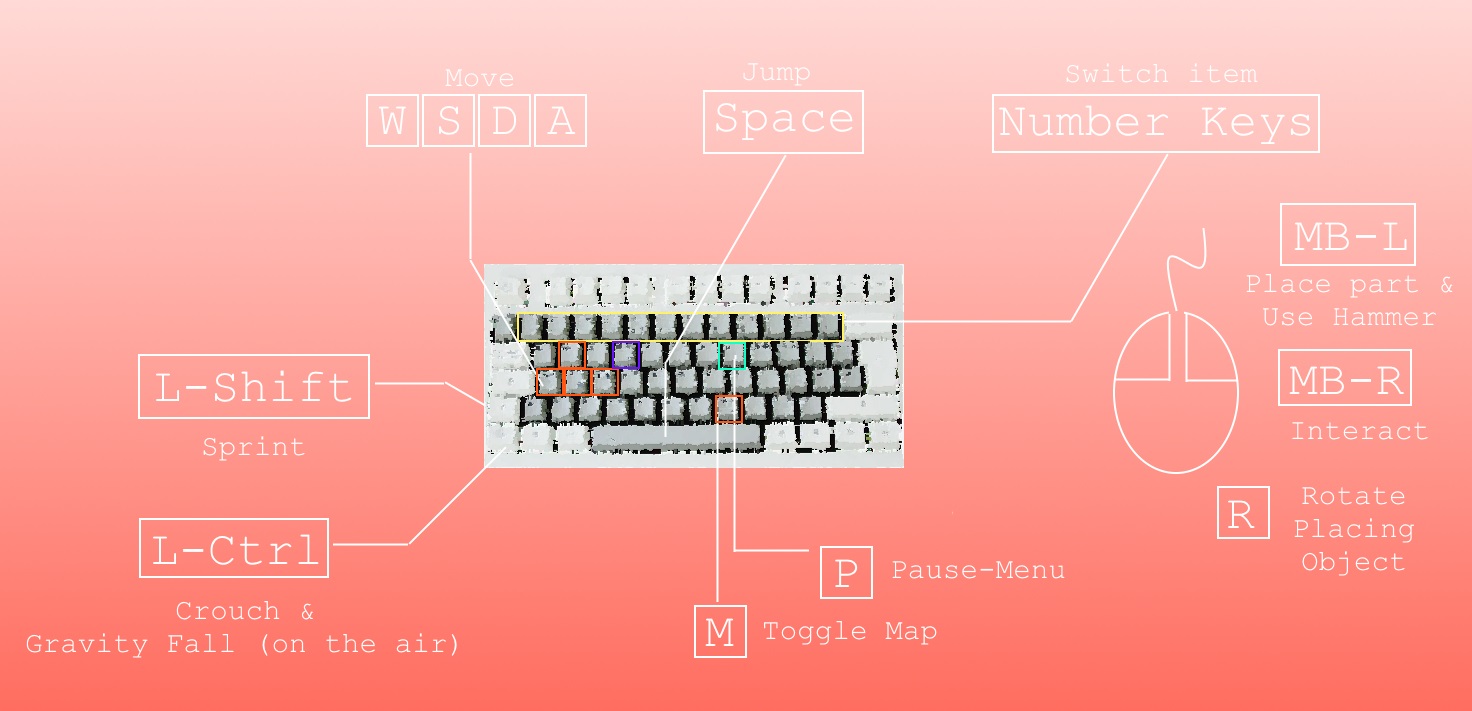 Move
W S D A
Jump
Space
Switch item
Number Keys
MB-L
Place part &
Use Hammer
MB-R
Interact
R
Rotate
Placing
Object
L-Shift
Sprint
L-Ctrl
Crouch &
Gravity Fall (on the air)
P Pause-Menu
M Toggle Map